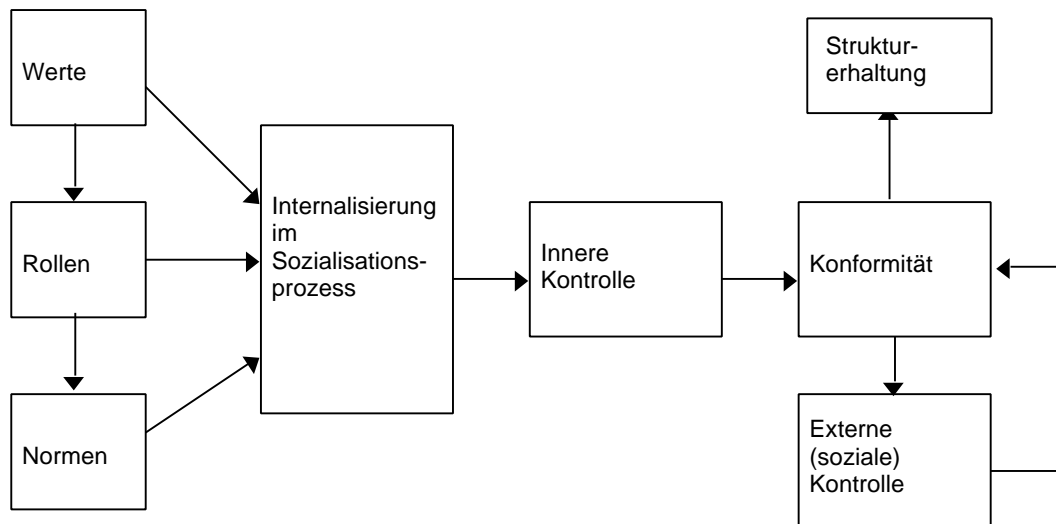 Werte
Rollen
Normen
Internalisierung
im
Sozialisations-
prozess
Innere
Kontrolle
Struktur-
erhaltung
Konformität
Externe
(soziale)
Kontrolle